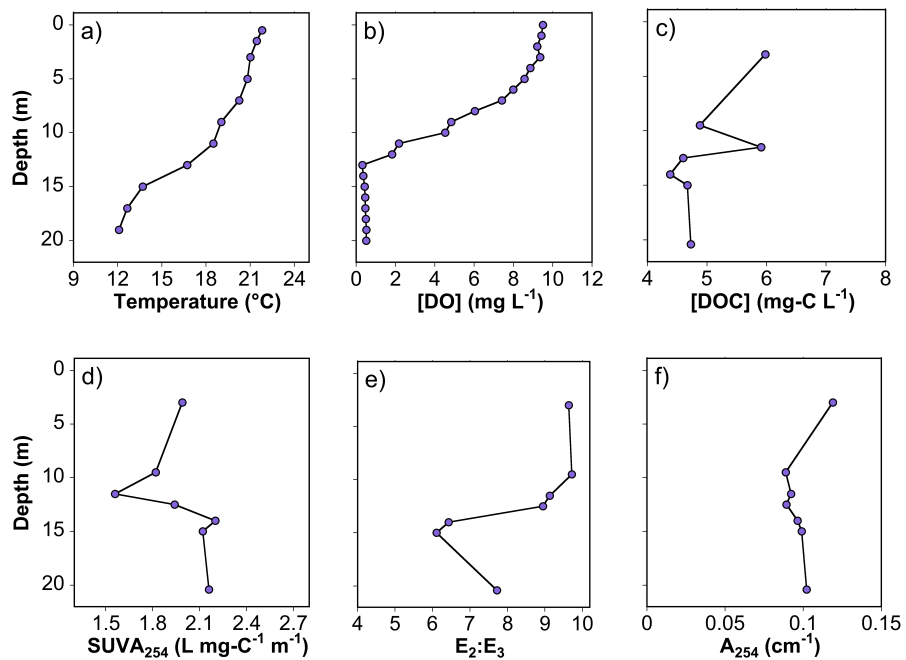 a)
b)
c)
0
5
10
15
20
Depth (m)
9 12 15 18 21 24
0 2 4 6 8 10 12
4 5 6 7 8
Temperature (°C)
[DO] (mg L⁻¹)
[DOC] (mg-C L⁻¹)
d)
e)
f)
0
5
10
15
20
Depth (m)
1.5 1.8 2.1 2.4 2.7
4 5 6 7 8 9 10
0 0.05 0.1 0.15
SUVA₂₅₄ (L mg-C⁻¹ m⁻¹)
E₂:E₃
A₂₅₄ (cm⁻¹)